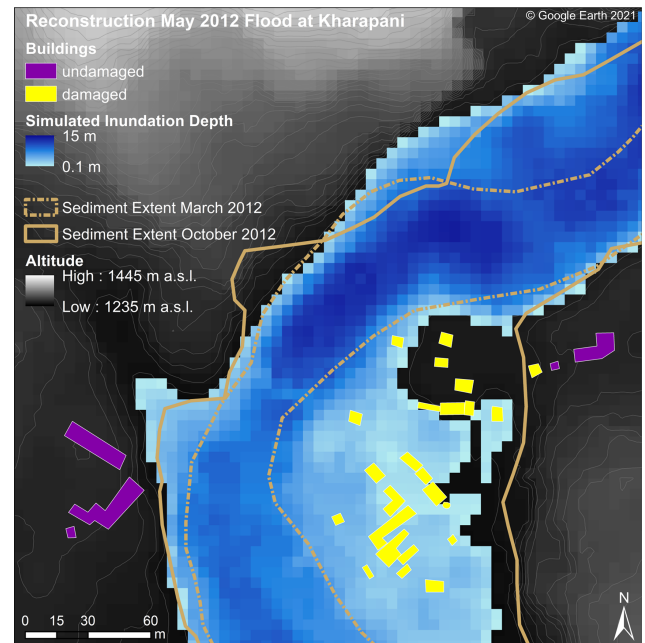 Reconstruction May 2012 Flood at Kharapani
© Google Earth 2021
Buildings
undamaged
damaged
Simulated Inundation Depth
15 m
0.1 m
Sediment Extent March 2012
Sediment Extent October 2012
Altitude
High : 1445 m a.s.l.
Low : 1235 m a.s.l.
0 15 30 60
m
N